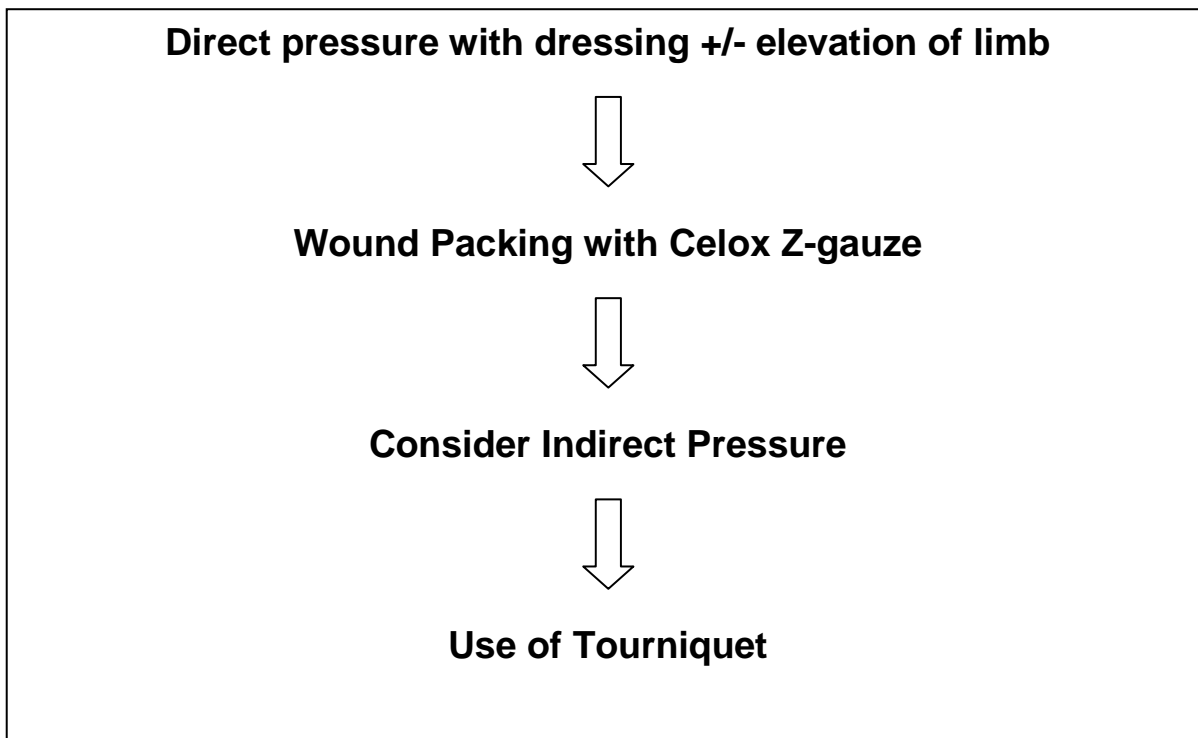 Direct pressure with dressing +/- elevation of limb
Wound Packing with Celox Z-gauze
Consider Indirect Pressure
Use of Tourniquet